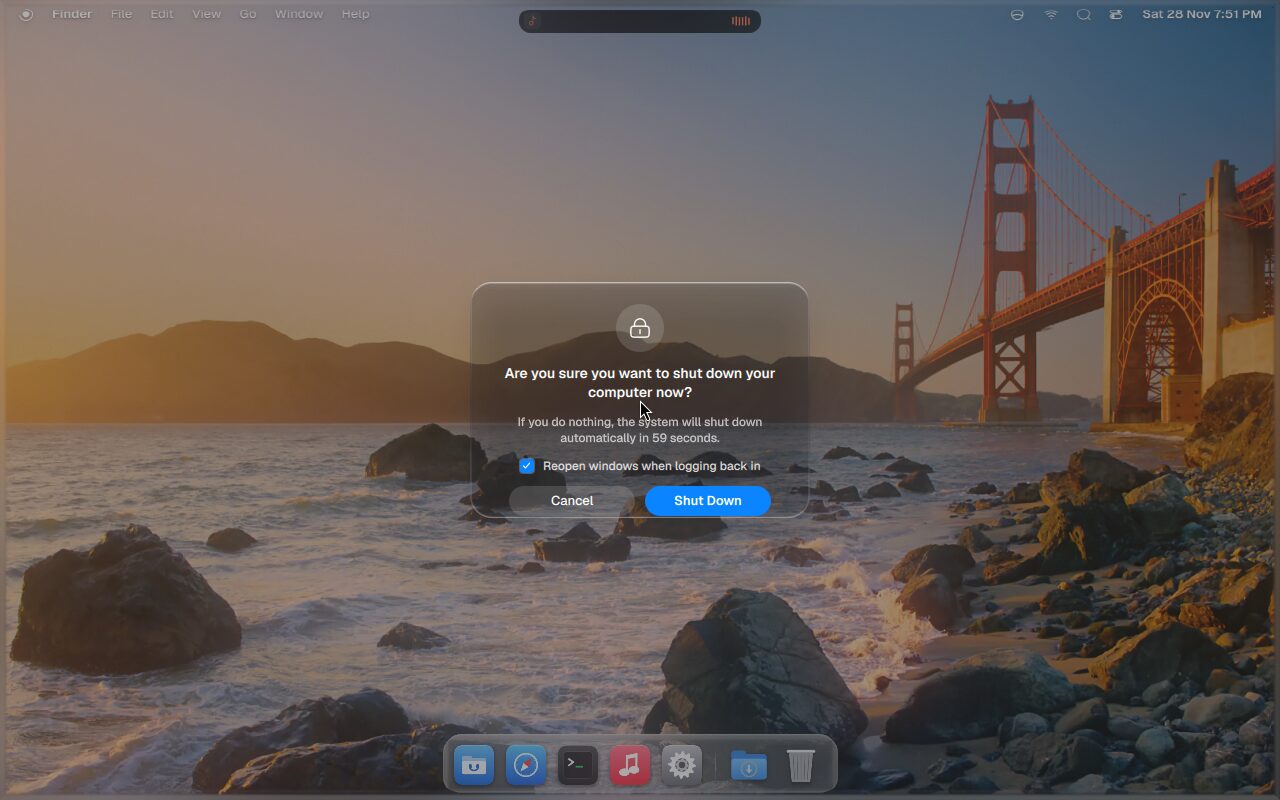 Finder File Edit View Go Window Help Sat 28 Nov 7:51 PM
Are you sure you want to shut down your
computer now?
If you do nothing, the system will shut down
automatically in 59 seconds.
Reopen windows when logging back in
Cancel Shut Down